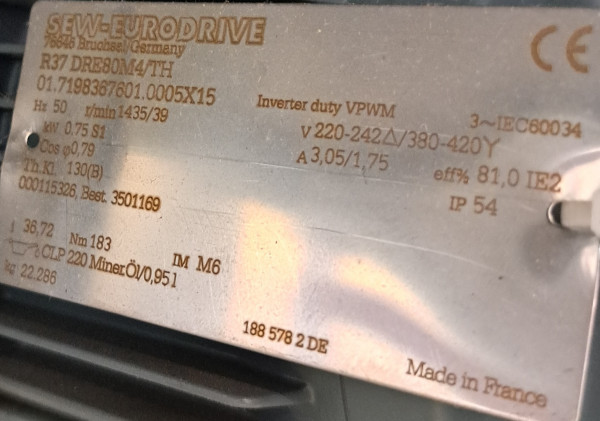 SEW-EURODRIVE
76646 Bruchsal/Germany
CE
R37 DRE80M4/TH
01.7198387601.0005X15
Inverter duty VPWM
3~IEC60034
Hz 50 r/min 1435/39
V 220-242Δ/380-420Y
kW 0,75 S1
A 3,05/1,75
eff% 81,0 IE2
Cos φ 0,79
IP 54
Th.Kl. 130(B)
000115326, Best. 3501169
i 36,72 Nm 183
IM M6
CLP 220 Miner.Öl/0,95 l
kg 22.286
188 578 2 DE
Made in France